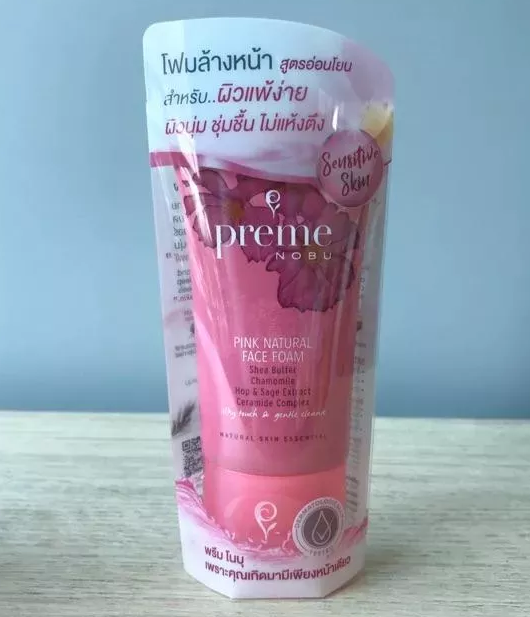 โฟมล้างหน้า สูตรอ่อนโยน
สำหรับ..ผิวแพ้ง่าย
ผิวนุ่ม ชุ่มชื้น ไม่แห้งตึง
Sensitive
Skin
preme
NOBU
PINK NATURAL
FACE FOAM
Shea Butter
Chamomile
Hop & Sage Extract
Ceramide Complex
touch & gentle cleanse
NATURAL SKIN ESSENTIAL
TESTED
พรีม โนบุ
เพราะคุณเกิดมามีเพียงหน้าเดียว